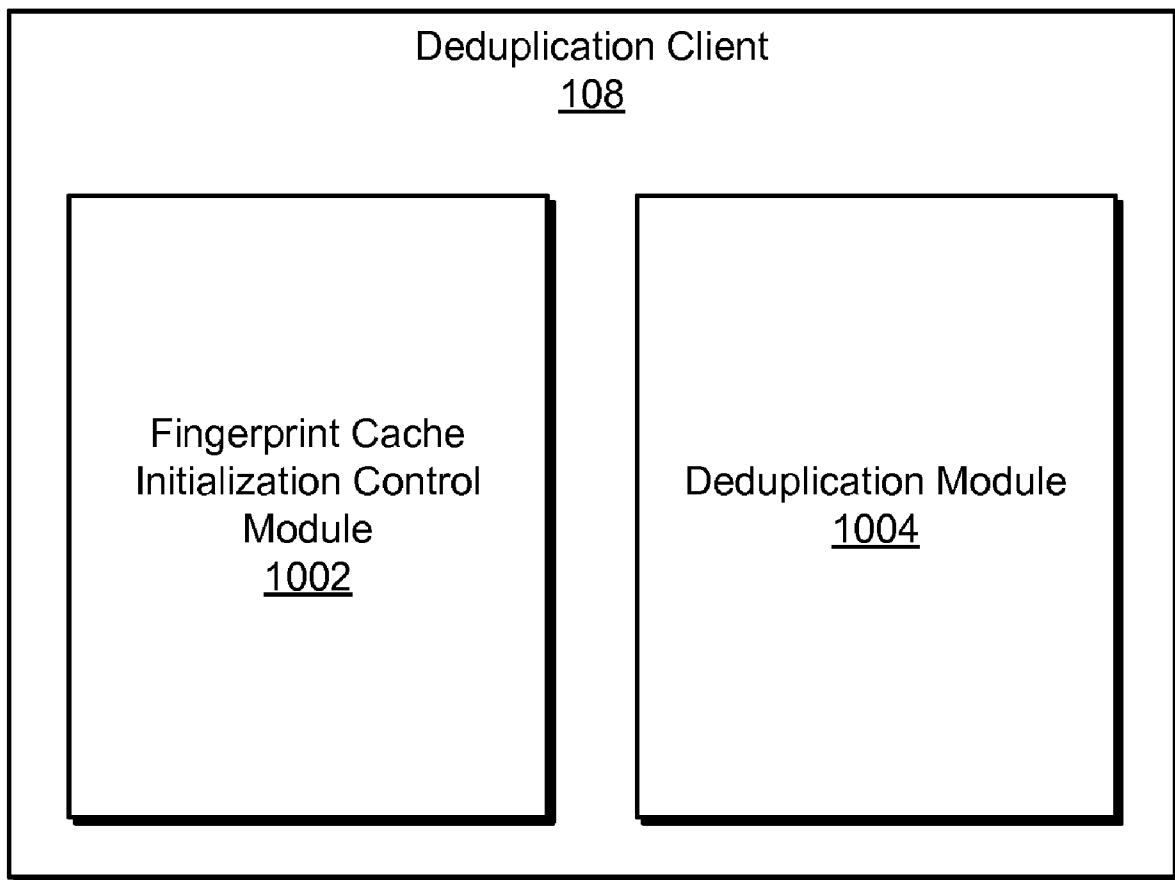 Deduplication Client
108
Fingerprint Cache
Initialization Control
Module
1002
Deduplication Module
1004